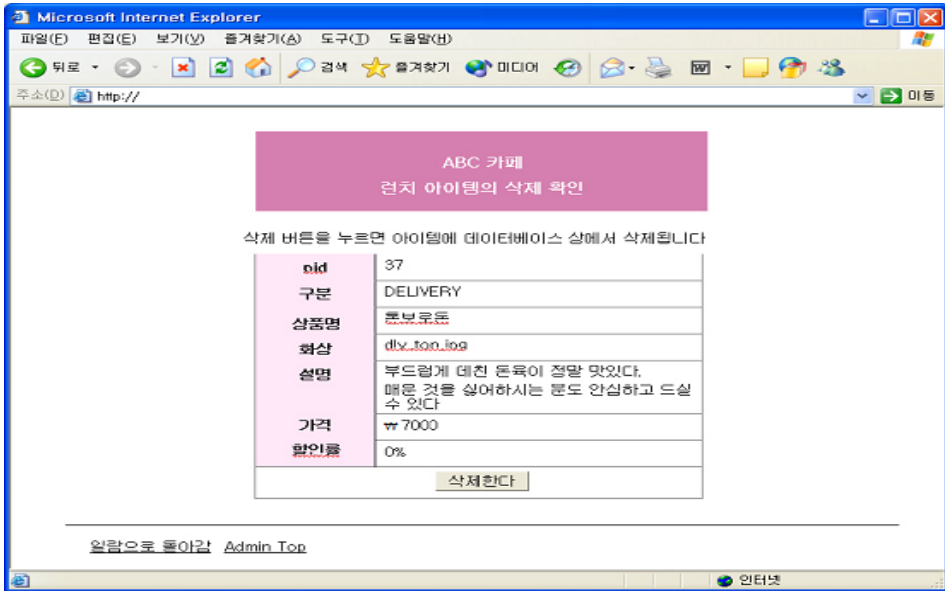 Microsoft Internet Explorer
파일(F) 편집(E) 보기(V) 즐겨찾기(A) 도구(T) 도움말(H)
뒤로 검색 즐겨찾기 미디어
주소(D) http:// 이동
ABC 카페
런치 아이템의 삭제 확인
삭제 버튼을 누르면 아이템에 데이터베이스 상에서 삭제됩니다
pid 37
구분 DELIVERY
상품명 톤보로돈
화상 dly_ton.jpg
설명 부드럽게 데친 돈육이 정말 맛있다.
매운 것을 싫어하시는 분도 안심하고 드실
수 있다
가격 ₩7000
할인률 0%
삭제한다
일람으로 돌아감 Admin Top
인터넷